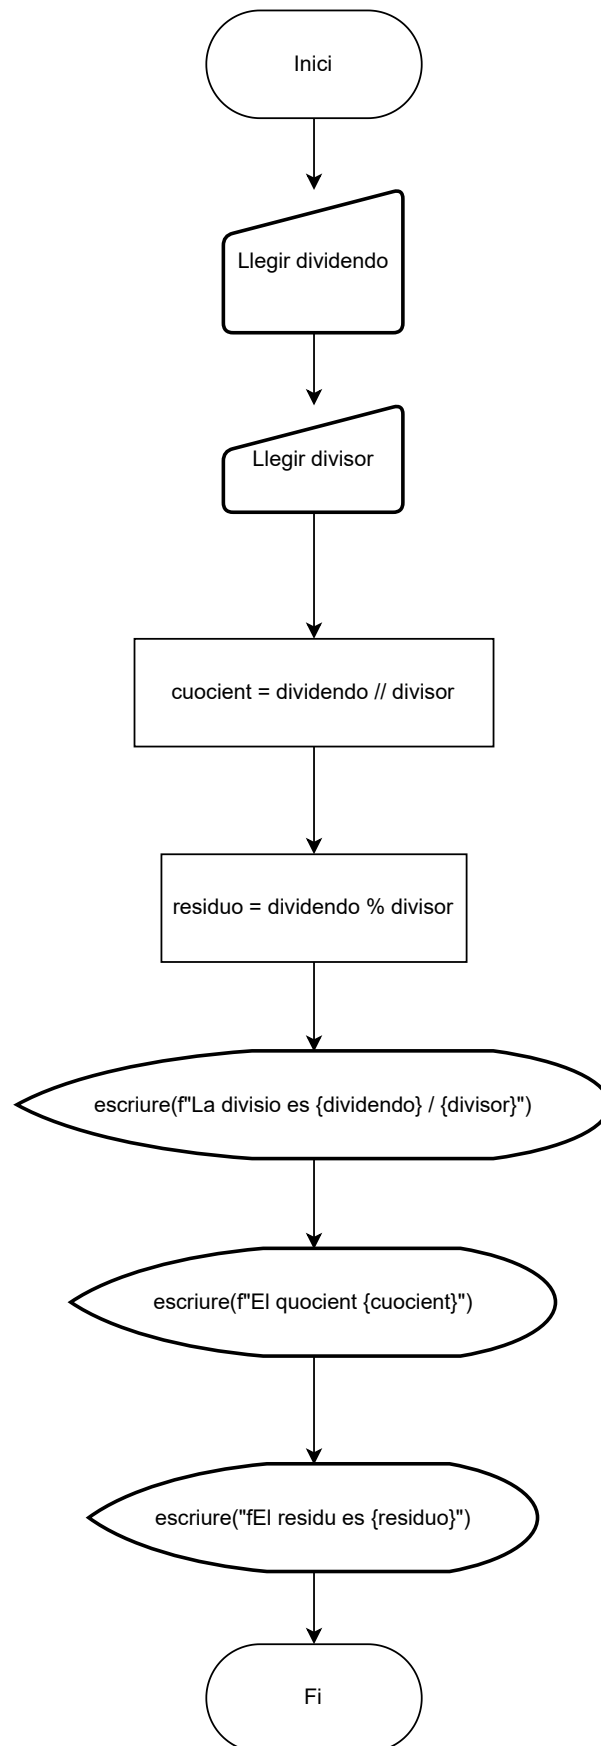 Inici
Llegir dividendo
Llegir divisor
cuocient = dividendo // divisor
residuo = dividendo % divisor
escriure(f"La divisio es {dividendo} / {divisor}")
escriure(f"El quocient {cuocient}")
escriure("fEl residu es {residuo}")
Fi